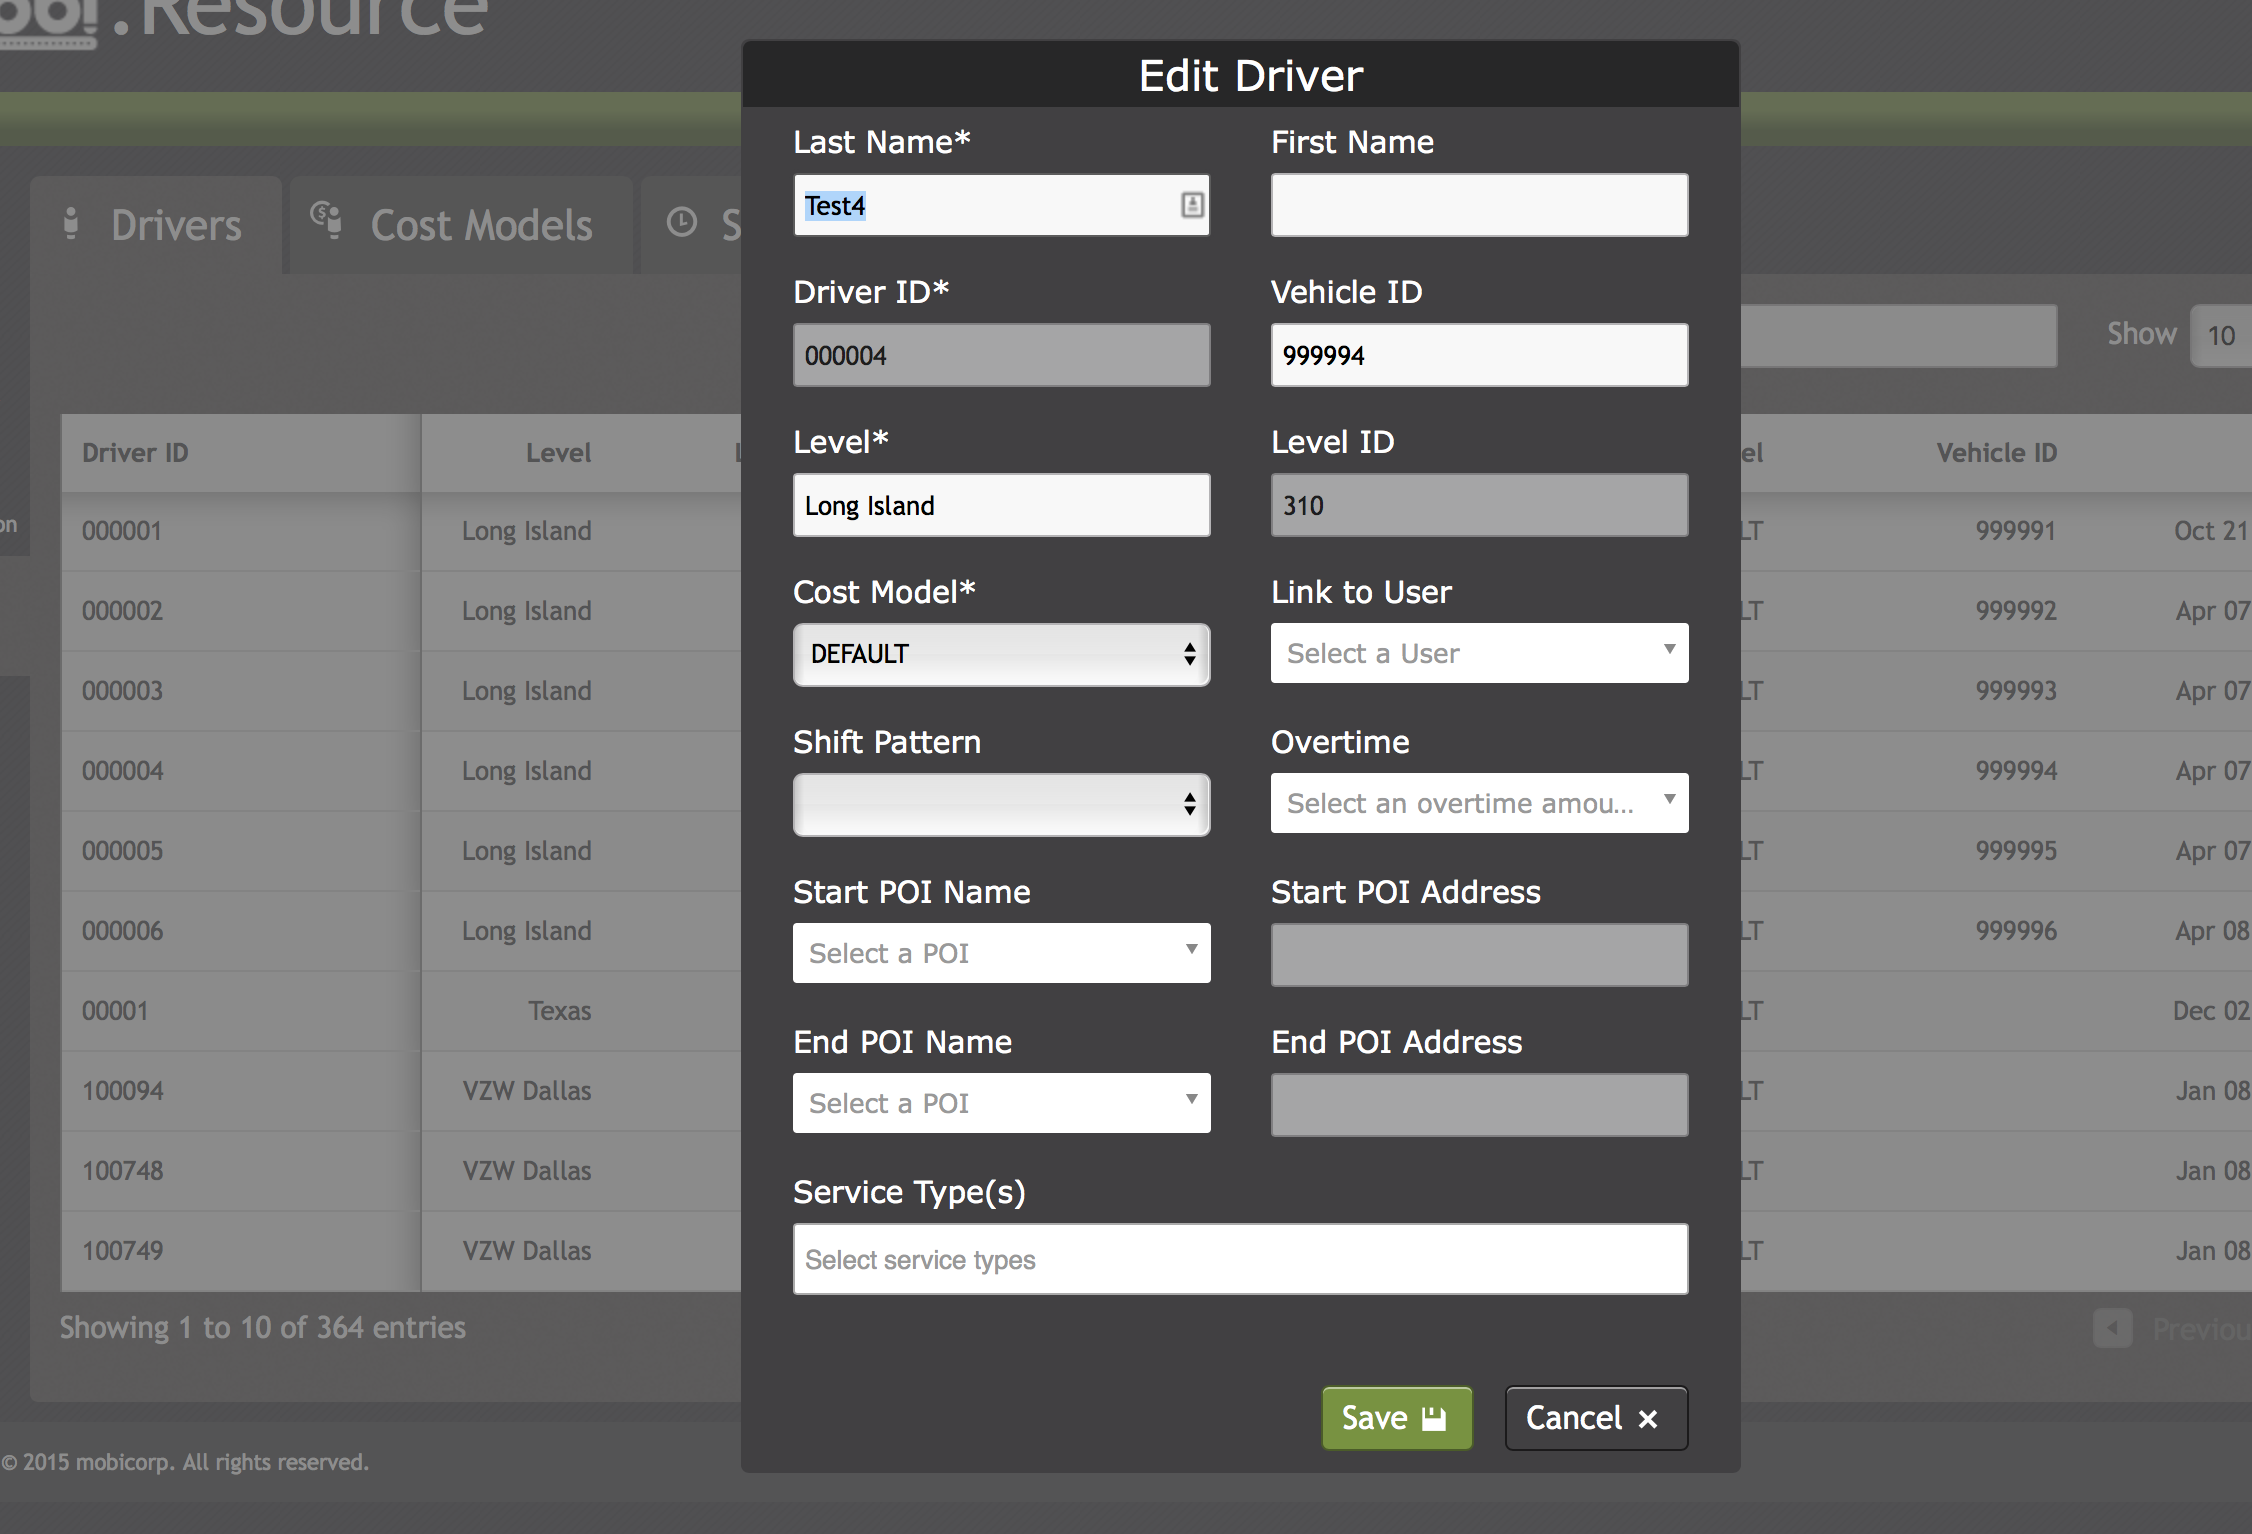 .Resource
Edit Driver
Last Name*
First Name
Test4
Drivers
Cost Models
S
Driver ID*
Vehicle ID
000004
999994
Show
10
Level*
Level ID
Long Island
310
Driver ID
Level
L
el
Vehicle ID
on
000001
Long Island
LT
999991
Oct 21
Cost Model*
Link to User
DEFAULT
Select a User
000002
Long Island
LT
999992
Apr 07
000003
Long Island
LT
999993
Apr 07
Shift Pattern
Overtime
Select an overtime amou...
000004
Long Island
LT
999994
Apr 07
000005
Long Island
LT
999995
Apr 07
Start POI Name
Start POI Address
Select a POI
000006
Long Island
LT
999996
Apr 08
00001
Texas
LT
Dec 02
End POI Name
End POI Address
Select a POI
100094
VZW Dallas
LT
Jan 08
100748
VZW Dallas
LT
Jan 08
Service Type(s)
Select service types
100749
VZW Dallas
LT
Jan 08
Showing 1 to 10 of 364 entries
Previou
Save
Cancel
© 2015 mobicorp. All rights reserved.